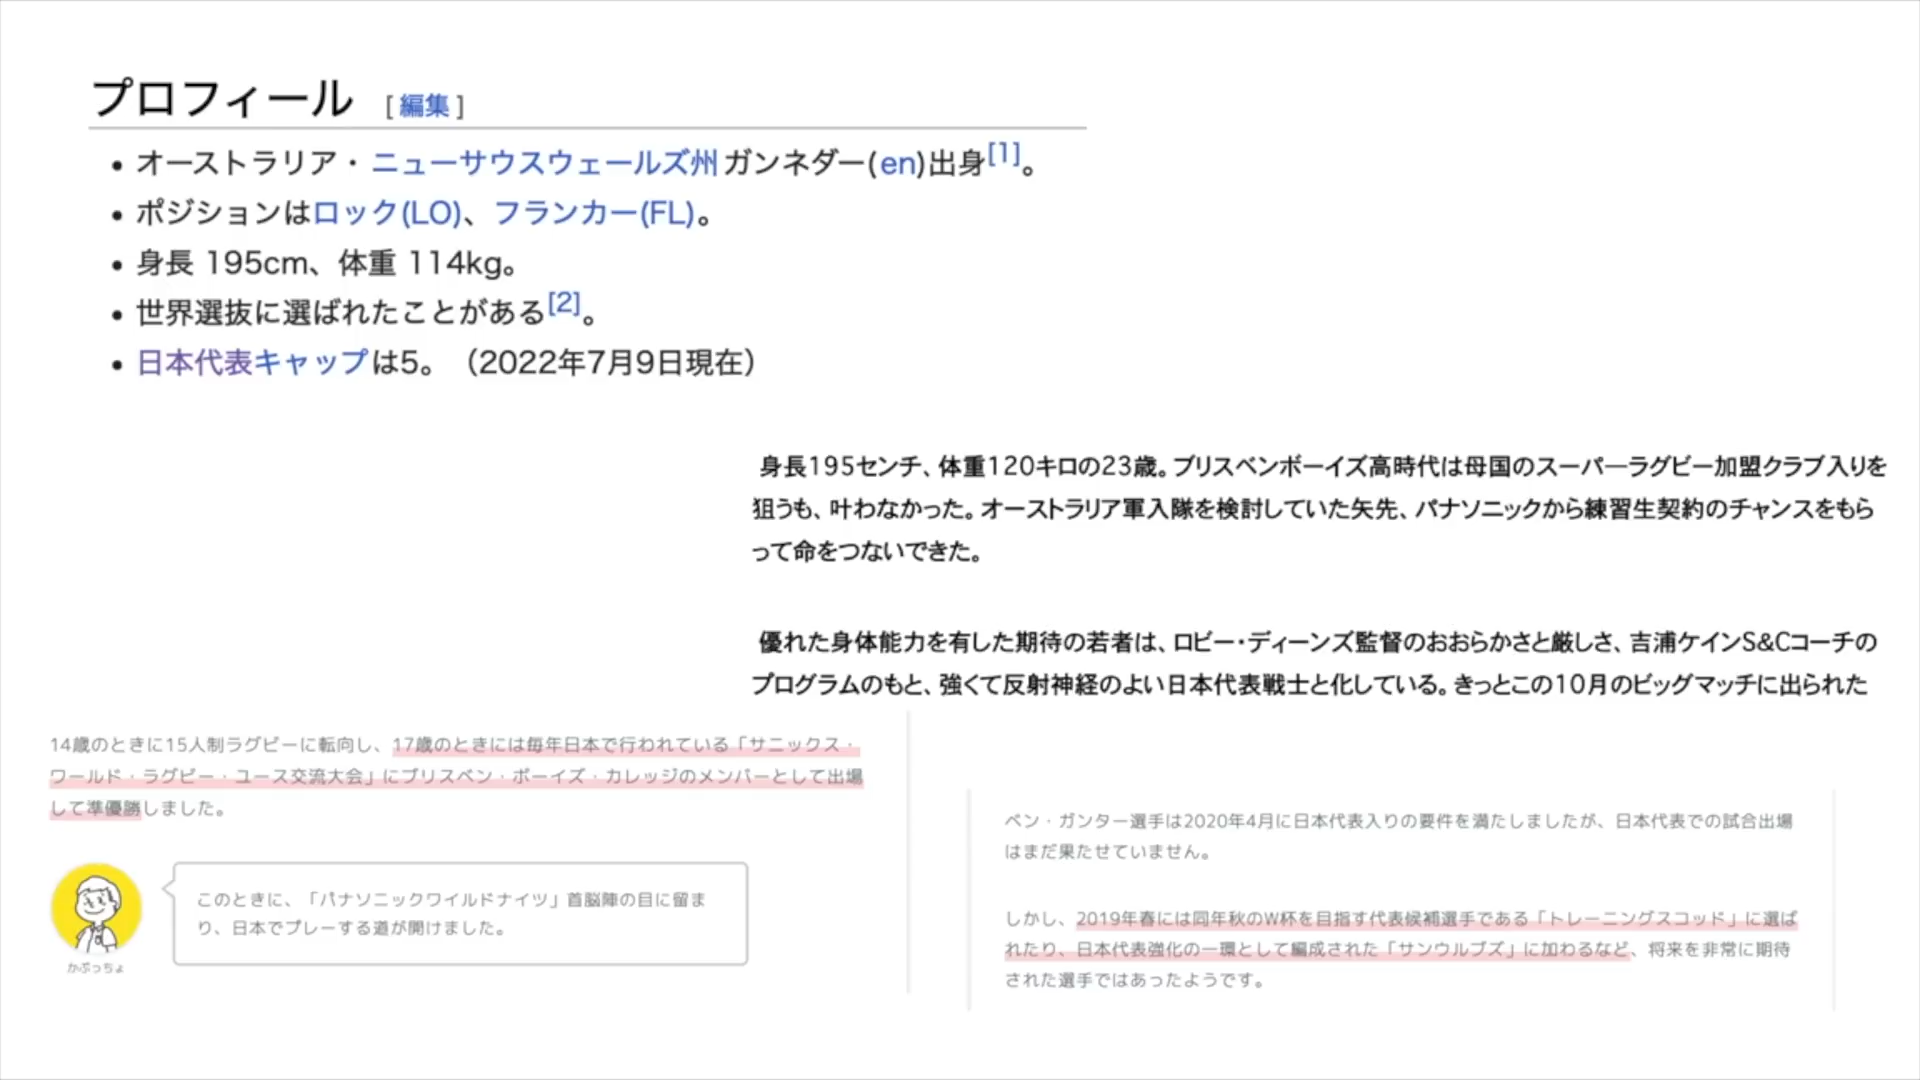 プロフィール [編集]
• オーストラリア・ニューサウスウェールズ州ガンネダー(en)出身[1]。
• ポジションはロック(LO)、フランカー(FL)。
• 身長 195cm、体重 114kg。
• 世界選抜に選ばれたことがある[2]。
• 日本代表キャップは5。（2022年7月9日現在）
身長195センチ、体重120キロの23歳。ブリスベンボーイズ高時代は母国のスーパーラグビー加盟クラブ入りを
狙うも、叶わなかった。オーストラリア軍入隊を検討していた矢先、パナソニックから練習生契約のチャンスをもら
って命をつないできた。
優れた身体能力を有した期待の若者は、ロビー・ディーンズ監督のおおらかさと厳しさ、吉浦ケインS&Cコーチの
プログラムのもと、強くて反射神経のよい日本代表戦士と化している。きっとこの10月のビッグマッチに出られた
14歳のときに15人制ラグビーに転向し、17歳のときには毎年日本で行われている「サニックス・
ワールド・ラグビー・ユース交流大会」にブリスベン・ボーイズ・カレッジのメンバーとして出場
して準優勝しました。
このときに、「パナソニックワイルドナイツ」首脳陣の目に留ま
り、日本でプレーする道が開けました。
かぶっちょ
ベン・ガンター選手は2020年4月に日本代表入りの要件を満たしましたが、日本代表での試合出場
はまだ果たせていません。
しかし、2019年春には同年秋のW杯を目指す代表候補選手である「トレーニングスコッド」に選ば
れたり、日本代表強化の一環として編成された「サンウルブズ」に加わるなど、将来を非常に期待
された選手ではあったようです。